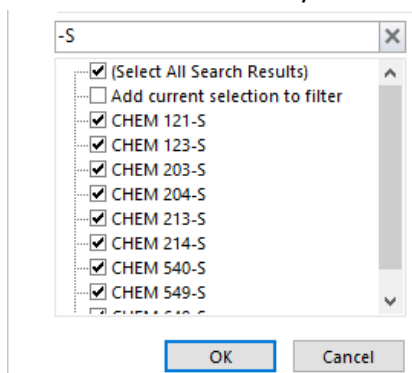 -S
(Select All Search Results)
Add current selection to filter
CHEM 121-S
CHEM 123-S
CHEM 203-S
CHEM 204-S
CHEM 213-S
CHEM 214-S
CHEM 540-S
CHEM 549-S
OK Cancel